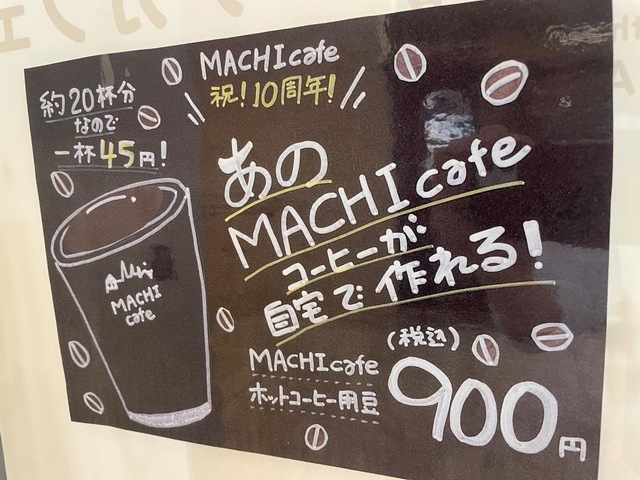 MACHI cafe
祝！10周年！
約20杯分
なので
一杯45円！
あの
MACHI cafe
コーヒーが
自宅で作れる！
MACHI
cafe
MACHI cafe
ホットコーヒー用豆
(税込)
900円